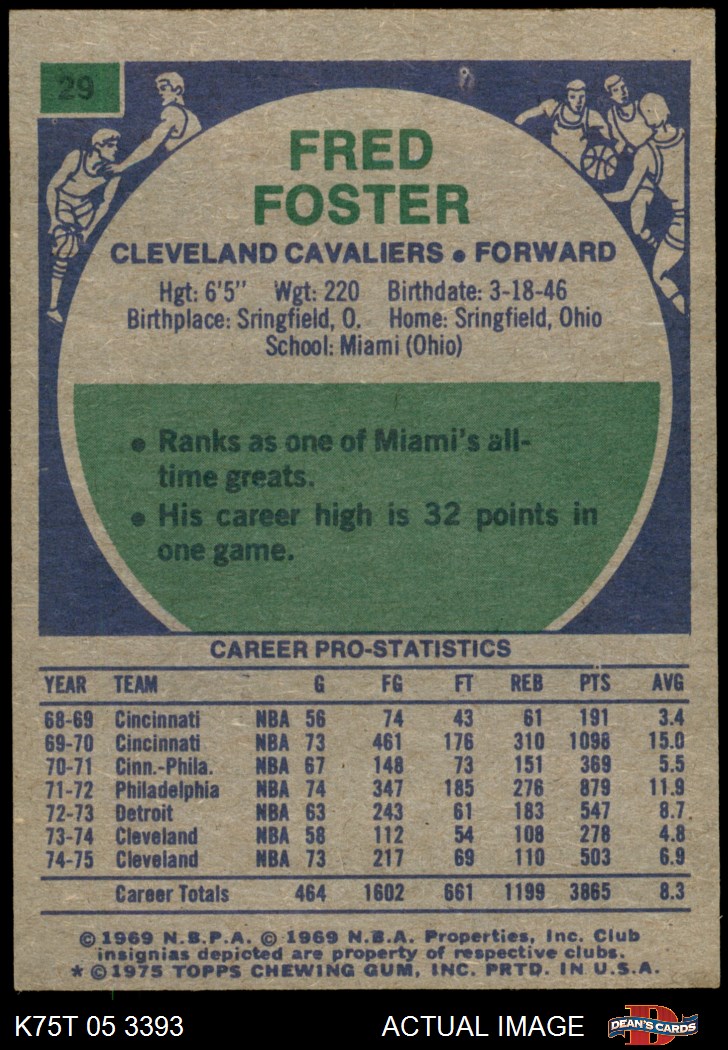 29
FRED
FOSTER
CLEVELAND CAVALIERS • FORWARD
Hgt: 6'5" Wgt: 220 Birthdate: 3-18-46
Birthplace: Sringfield, O. Home: Sringfield, Ohio
School: Miami (Ohio)
• Ranks as one of Miami's all-
time greats.
• His career high is 32 points in
one game.
CAREER PRO-STATISTICS
YEAR TEAM G FG FT REB PTS AVG
68-69 Cincinnati NBA 56 74 43 61 191 3.4
69-70 Cincinnati NBA 73 461 176 310 1098 15.0
70-71 Cinn.-Phila. NBA 67 148 73 151 369 5.5
71-72 Philadelphia NBA 74 347 185 276 879 11.9
72-73 Detroit NBA 63 243 61 183 547 8.7
73-74 Cleveland NBA 58 112 54 108 278 4.8
74-75 Cleveland NBA 73 217 69 110 503 6.9
Career Totals 464 1602 661 1199 3865 8.3
© 1969 N.B.P.A. © 1969 N.B.A. Properties, Inc. Club
insignias depicted are property of respective clubs.
* © 1975 TOPPS CHEWING GUM, INC. PRTD. IN U.S.A.
K75T 05 3393 ACTUAL IMAGE DEAN'S CARDS